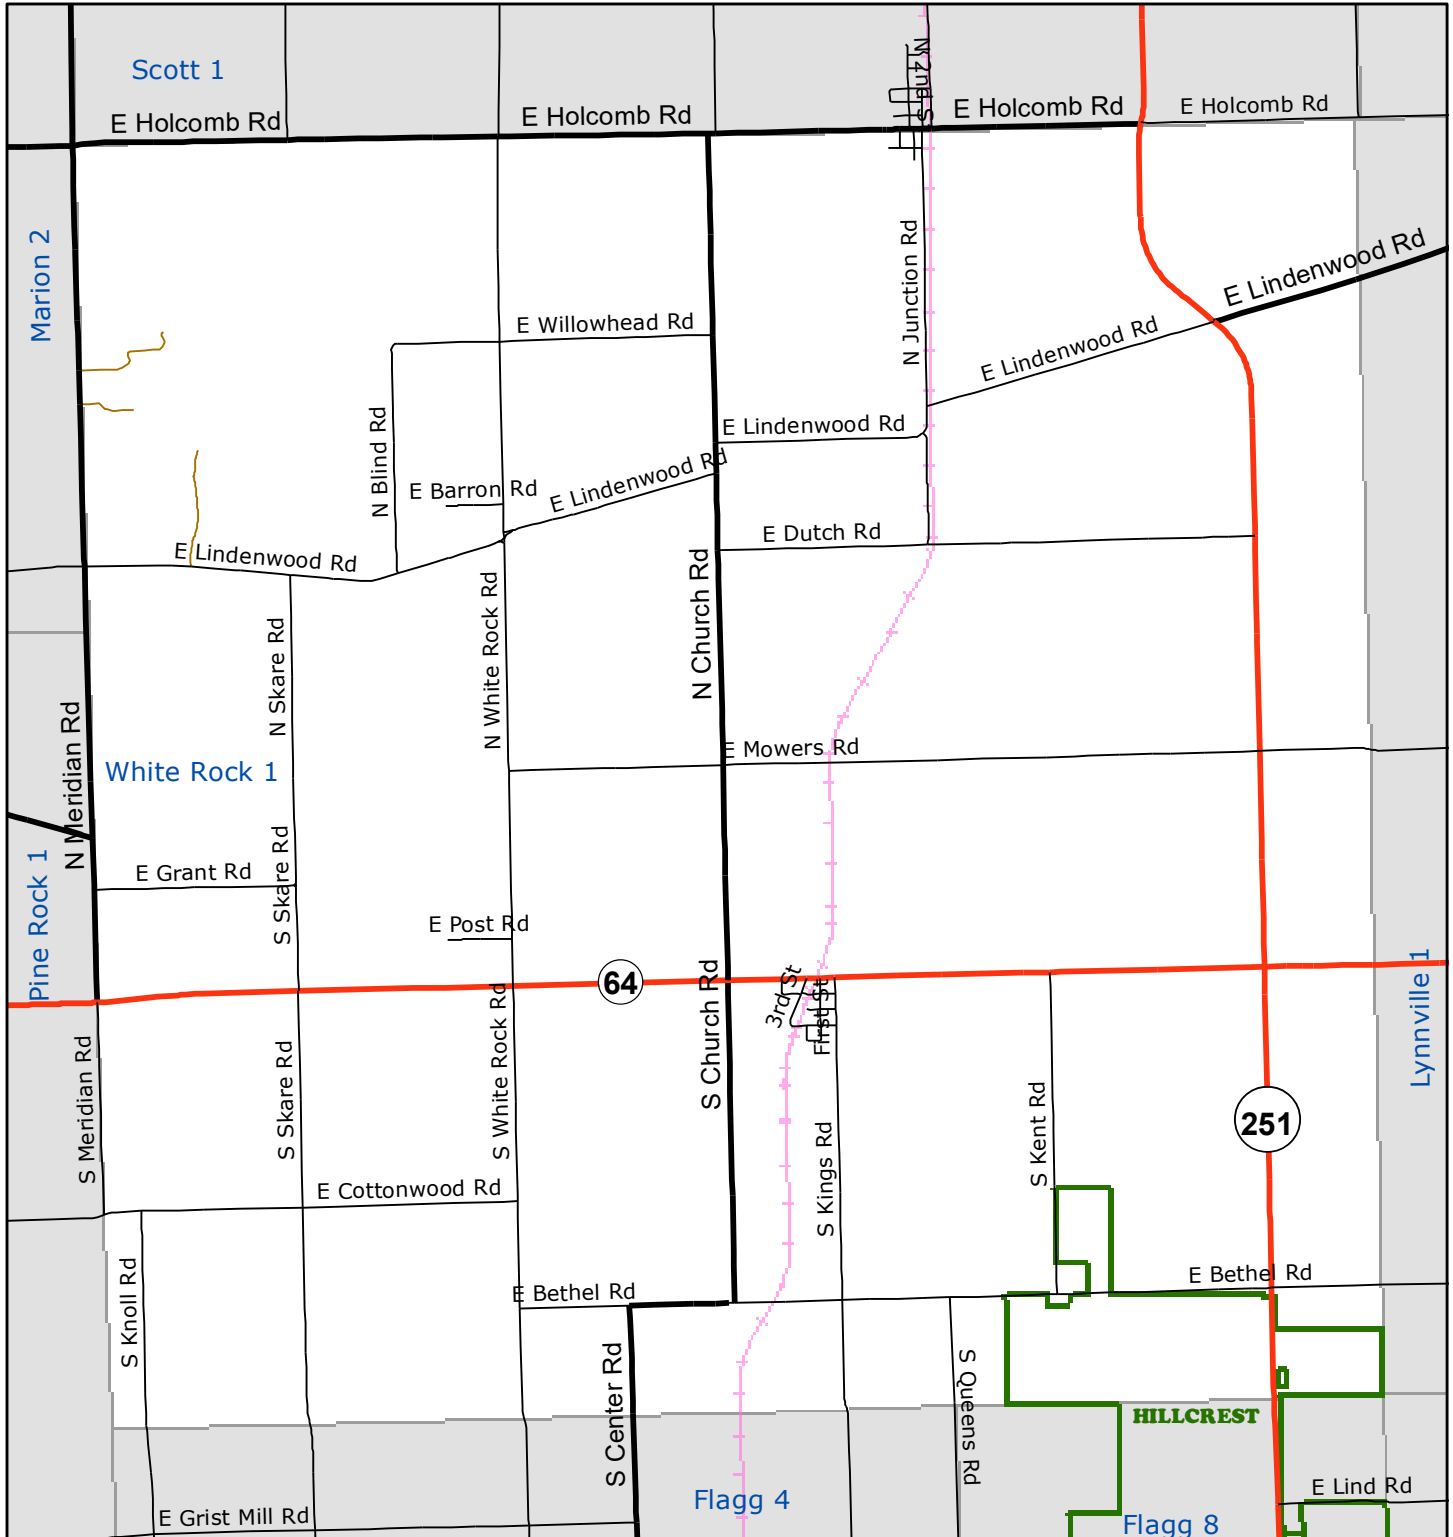 Scott 1
N 2nd St
E Holcomb Rd
E Holcomb Rd
E Holcomb Rd
E Holcomb Rd
Marion 2
N Junction Rd
E Lindenwood Rd
E Willowhead Rd
E Lindenwood Rd
N Blind Rd
E Lindenwood Rd
E Barron Rd
E Lindenwood Rd
E Dutch Rd
E Lindenwood Rd
N Church Rd
N White Rock Rd
N Skare Rd
N Meridian Rd
E Mowers Rd
White Rock 1
S Skare Rd
Pine Rock 1
E Grant Rd
E Post Rd
64
3rd St
First St
S Church Rd
S White Rock Rd
Lynnville 1
S Meridian Rd
S Skare Rd
S Kent Rd
251
S Kings Rd
E Cottonwood Rd
S Knoll Rd
E Bethel Rd
E Bethel Rd
S Center Rd
S Queens Rd
HILLCREST
E Lind Rd
Flagg 4
E Grist Mill Rd
Flagg 8